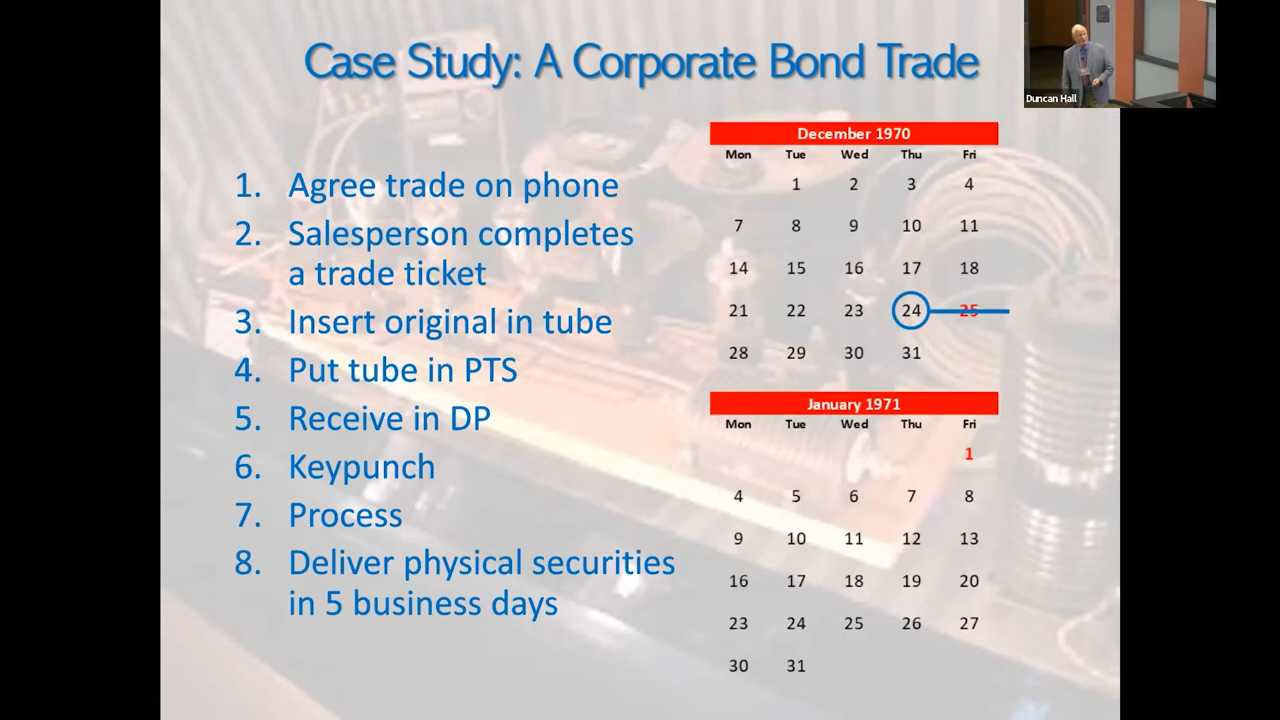 Case Study: A Corporate Bond Trade
Duncan Hall
1. Agree trade on phone
2. Salesperson completes
a trade ticket
3. Insert original in tube
4. Put tube in PTS
5. Receive in DP
6. Keypunch
7. Process
8. Deliver physical securities
in 5 business days
December 1970
Mon Tue Wed Thu Fri
1 2 3 4
7 8 9 10 11
14 15 16 17 18
21 22 23 24 25
28 29 30 31
January 1971
Mon Tue Wed Thu Fri
1
4 5 6 7 8
9 10 11 12 13
16 17 18 19 20
23 24 25 26 27
30 31